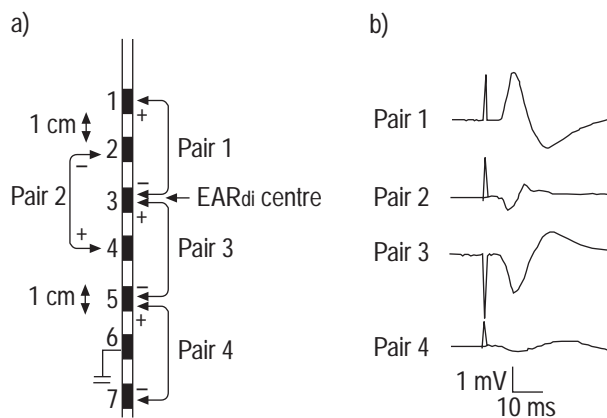 a)
1
+
1 cm
2
−
Pair 1
Pair 2
−
3
EARdi centre
+
+
4
Pair 3
1 cm
−
5
+
6
Pair 4
−
7
b)
Pair 1
Pair 2
Pair 3
Pair 4
1 mV
10 ms